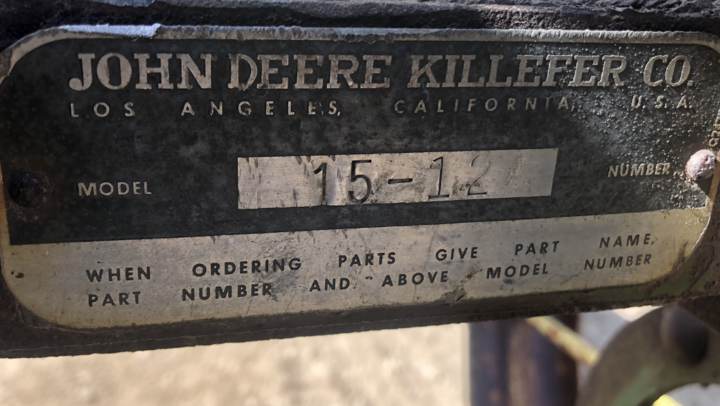 JOHN DEERE KILLEFER CO.
LOS ANGELES, CALIFORNIA, U.S.A.
MODEL 15-12 NUMBER
WHEN ORDERING PARTS GIVE PART NAME,
PART NUMBER AND ABOVE MODEL NUMBER